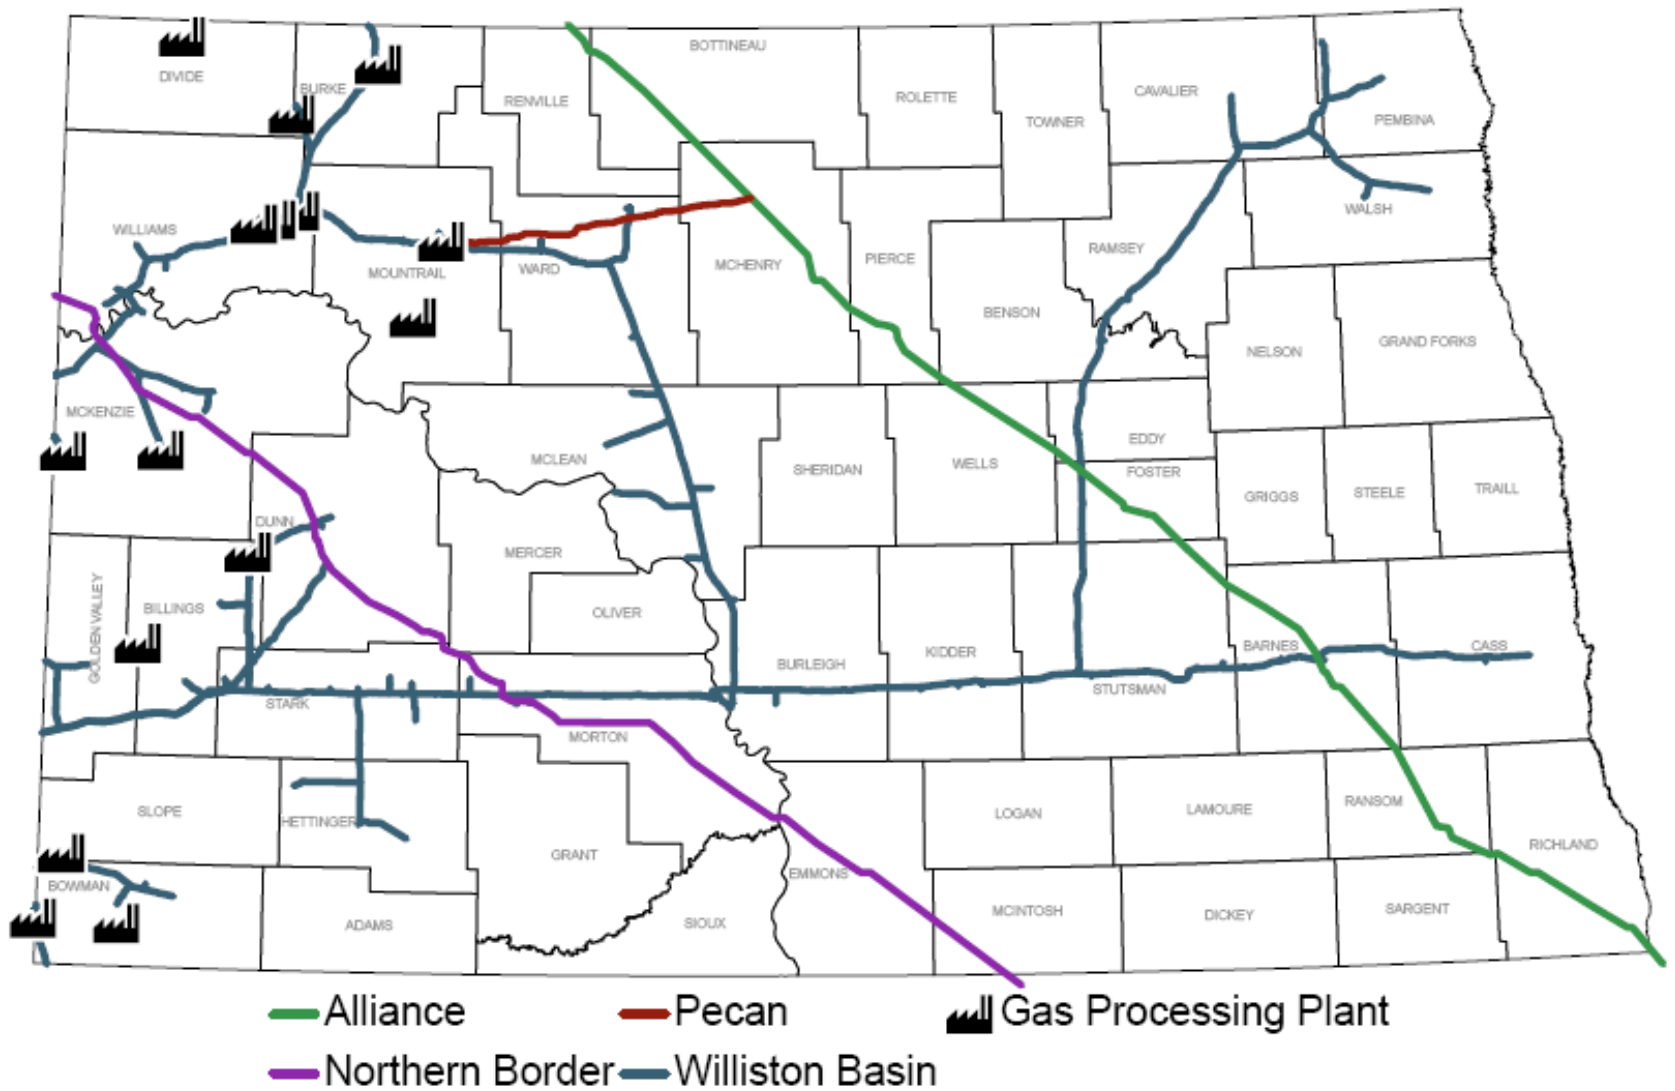 BOTTINEAU
DIVIDE
BURKE
RENVILLE
ROLETTE
TOWNER
CAVALIER
PEMBINA
WILLIAMS
MOUNTRAIL
WARD
MCHENRY
PIERCE
RAMSEY
WALSH
BENSON
NELSON
GRAND FORKS
MCKENZIE
MCLEAN
SHERIDAN
WELLS
EDDY
FOSTER
GRIGGS
STEELE
TRAILL
DUNN
MERCER
GOLDEN VALLEY
BILLINGS
OLIVER
BURLEIGH
KIDDER
STUTSMAN
BARNES
CASS
STARK
MORTON
SLOPE
HETTINGER
GRANT
EMMONS
LOGAN
LAMOURE
RANSOM
RICHLAND
BOWMAN
ADAMS
SIOUX
MCINTOSH
DICKEY
SARGENT
Alliance
Pecan
Gas Processing Plant
Northern Border
Williston Basin